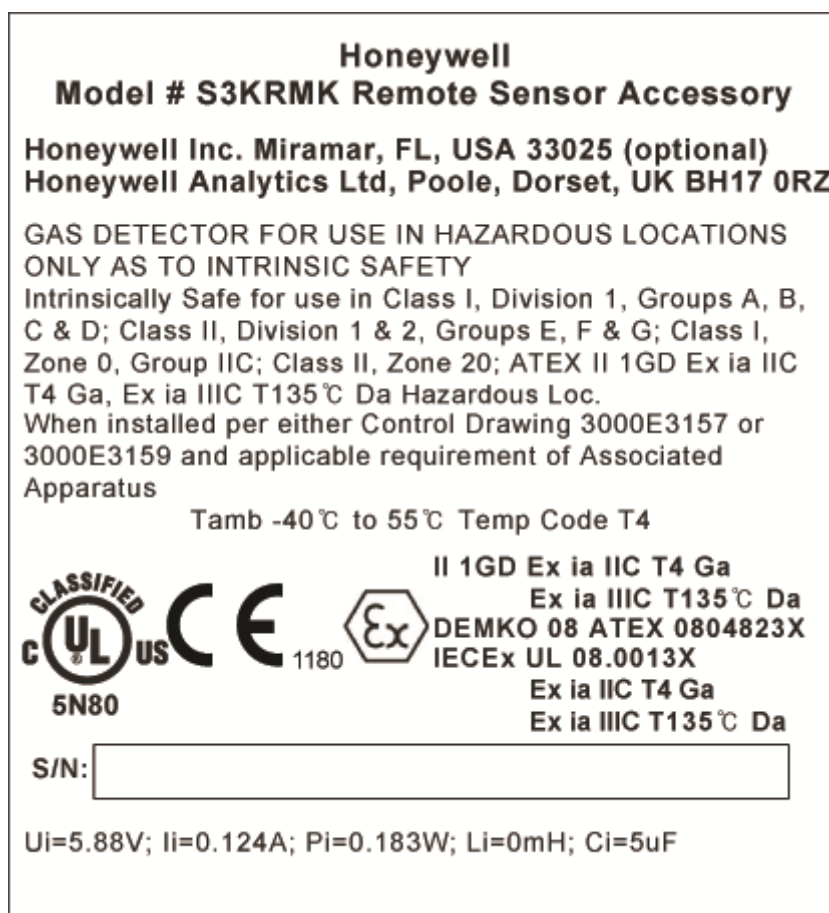 Honeywell
Model # S3KRMK Remote Sensor Accessory
Honeywell Inc. Miramar, FL, USA 33025 (optional)
Honeywell Analytics Ltd, Poole, Dorset, UK BH17 0RZ
GAS DETECTOR FOR USE IN HAZARDOUS LOCATIONS
ONLY AS TO INTRINSIC SAFETY
Intrinsically Safe for use in Class I, Division 1, Groups A, B,
C & D; Class II, Division 1 & 2, Groups E, F & G; Class I,
Zone 0, Group IIC; Class II, Zone 20; ATEX II 1GD Ex ia IIC
T4 Ga, Ex ia IIIC T135℃ Da Hazardous Loc.
When installed per either Control Drawing 3000E3157 or
3000E3159 and applicable requirement of Associated
Apparatus
Tamb -40℃ to 55℃ Temp Code T4
CLASSIFIED
C UL ® US
5N80
CE 1180
Ex
II 1GD Ex ia IIC T4 Ga
Ex ia IIIC T135℃ Da
DEMKO 08 ATEX 0804823X
IECEx UL 08.0013X
Ex ia IIC T4 Ga
Ex ia IIIC T135℃ Da
S/N:
Ui=5.88V; Ii=0.124A; Pi=0.183W; Li=0mH; Ci=5uF